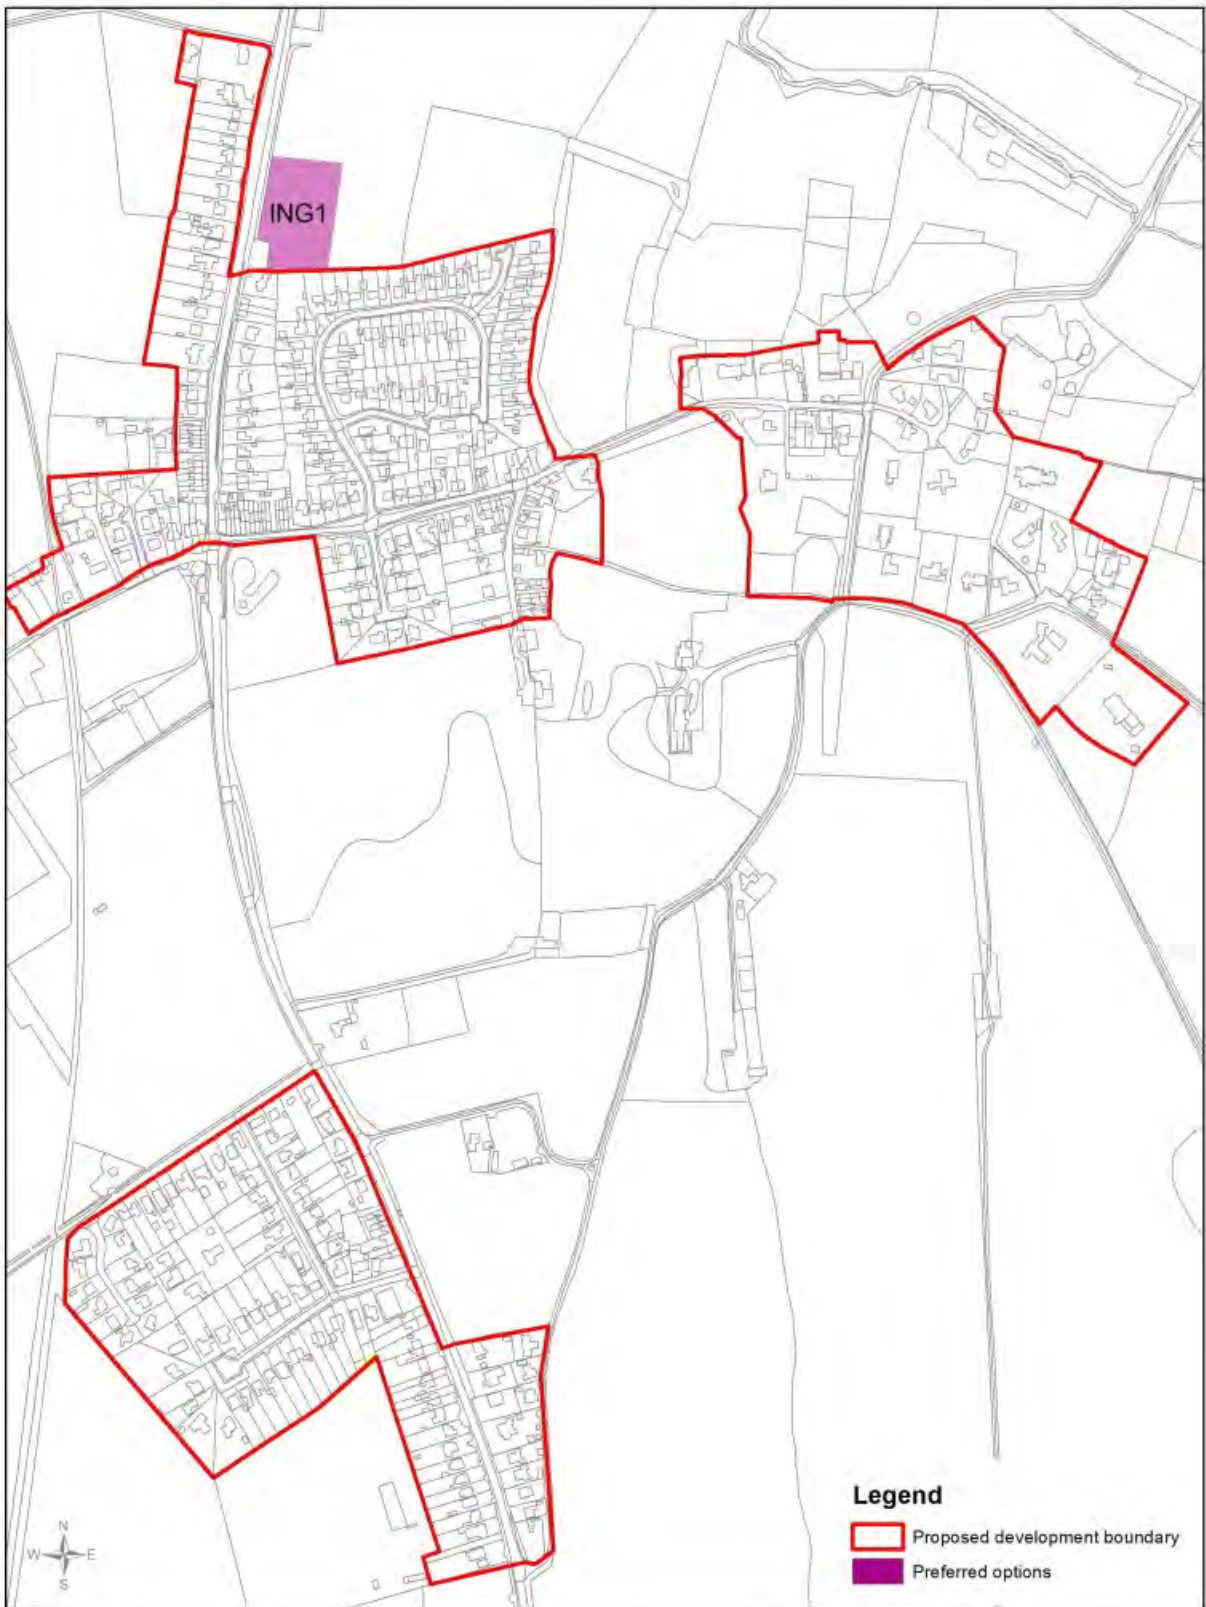 ING1
Legend
Proposed development boundary
Preferred options
N
W E
S